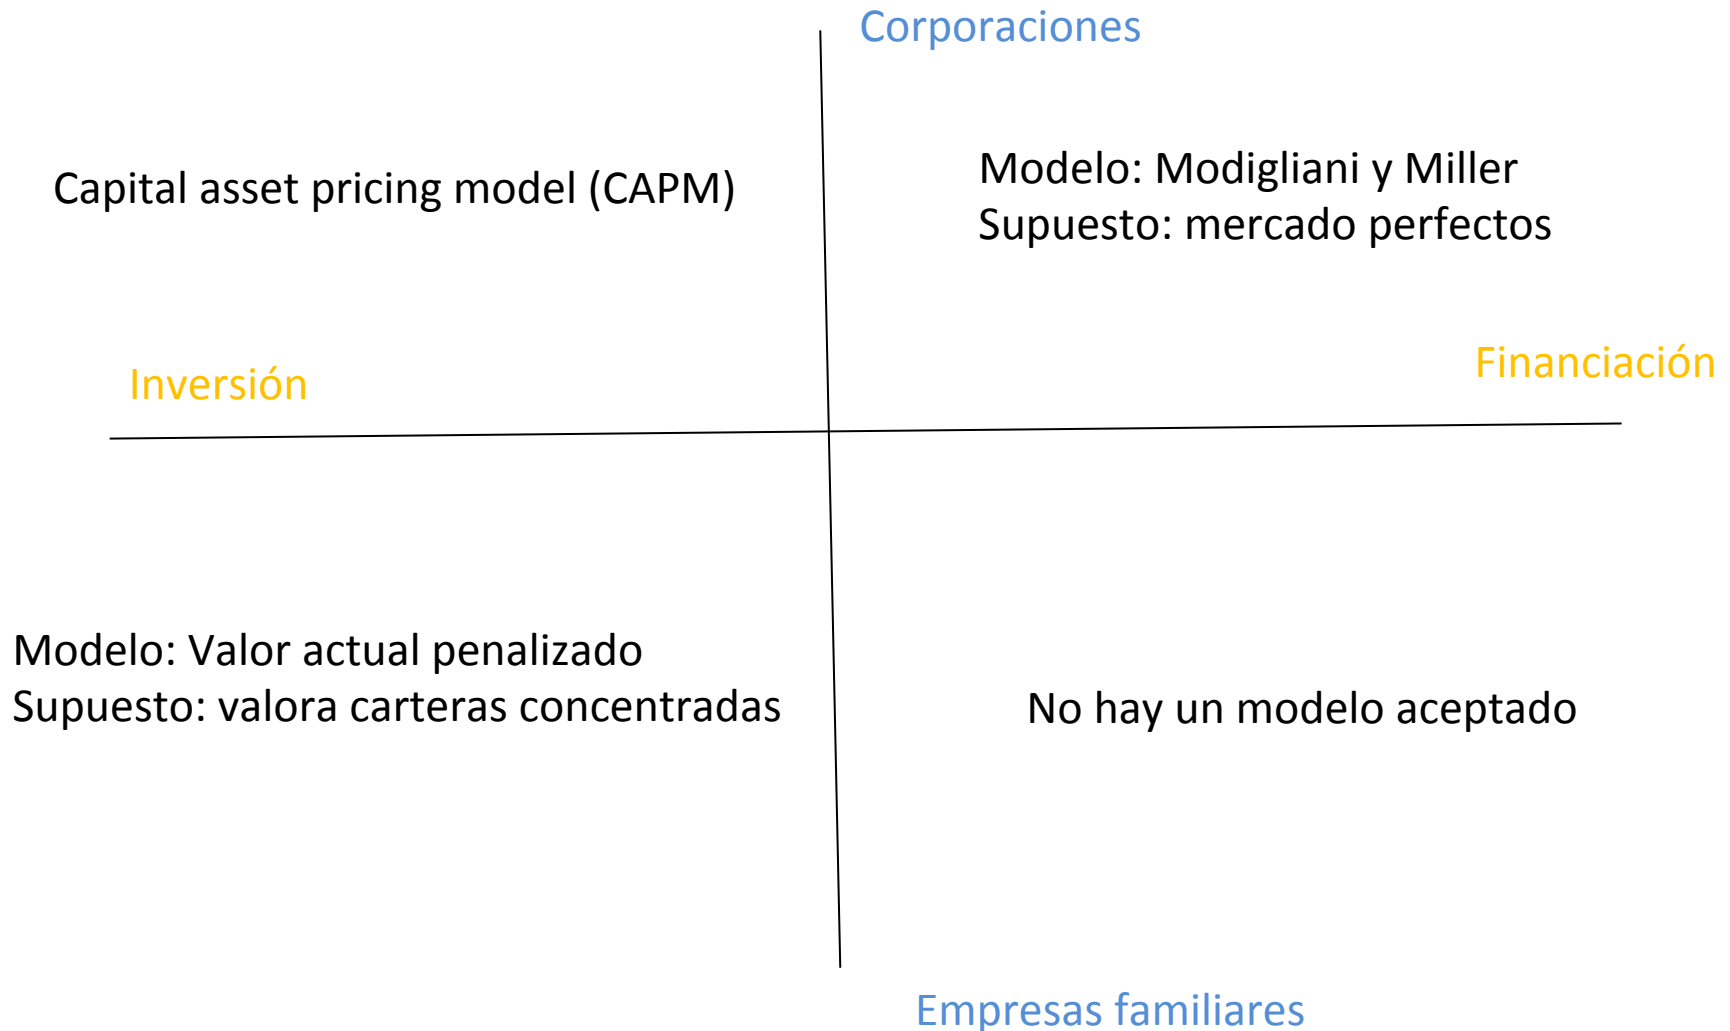 Corporaciones
Capital asset pricing model (CAPM)
Modelo: Modigliani y Miller
Supuesto: mercado perfectos
Inversión
Financiación
Modelo: Valor actual penalizado
Supuesto: valora carteras concentradas
No hay un modelo aceptado
Empresas familiares